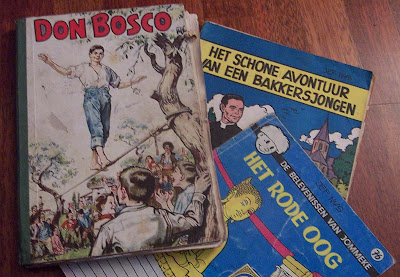 DON BOSCO
HET SCHONE AVONTUUR
VAN EEN BAKKERSJONGEN
DE BELEVENISSEN VAN JOMMEKE
HET RODE OOG